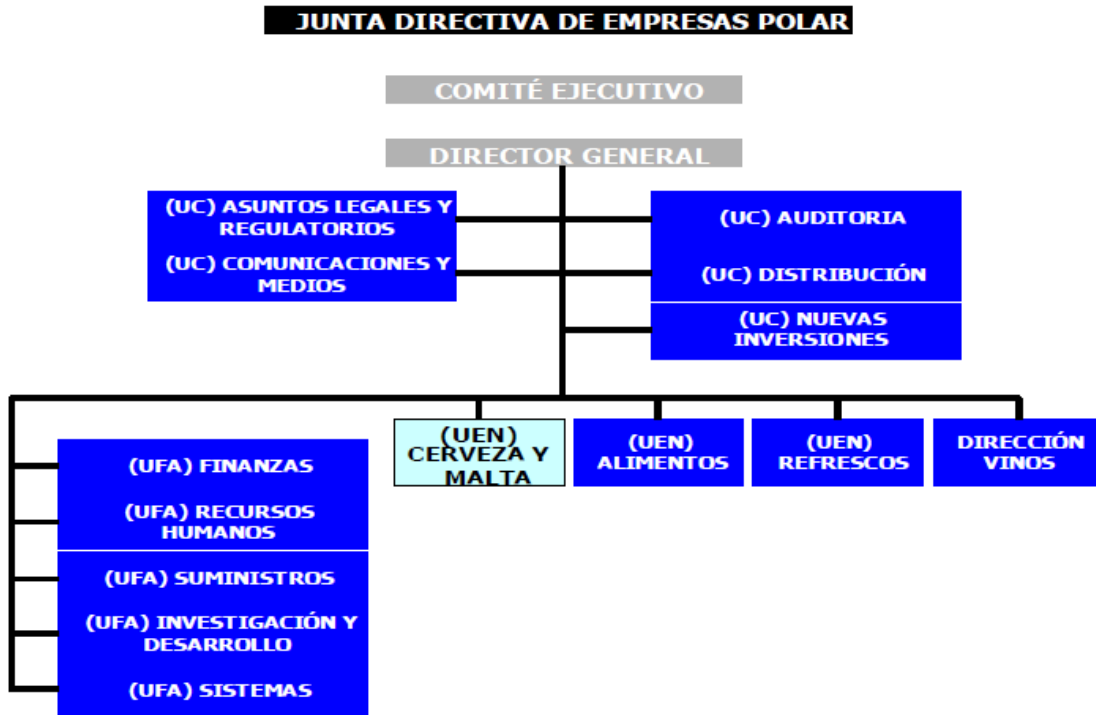 JUNTA DIRECTIVA DE EMPRESAS POLAR
COMITÉ EJECUTIVO
DIRECTOR GENERAL
(UC) ASUNTOS LEGALES Y
REGULATORIOS
(UC) COMUNICACIONES Y
MEDIOS
(UC) AUDITORIA
(UC) DISTRIBUCIÓN
(UC) NUEVAS
INVERSIONES
(UFA) FINANZAS
(UFA) RECURSOS
HUMANOS
(UFA) SUMINISTROS
(UFA) INVESTIGACIÓN Y
DESARROLLO
(UFA) SISTEMAS
(UEN)
CERVEZA Y
MALTA
(UEN)
ALIMENTOS
(UEN)
REFRESCOS
DIRECCIÓN
VINOS